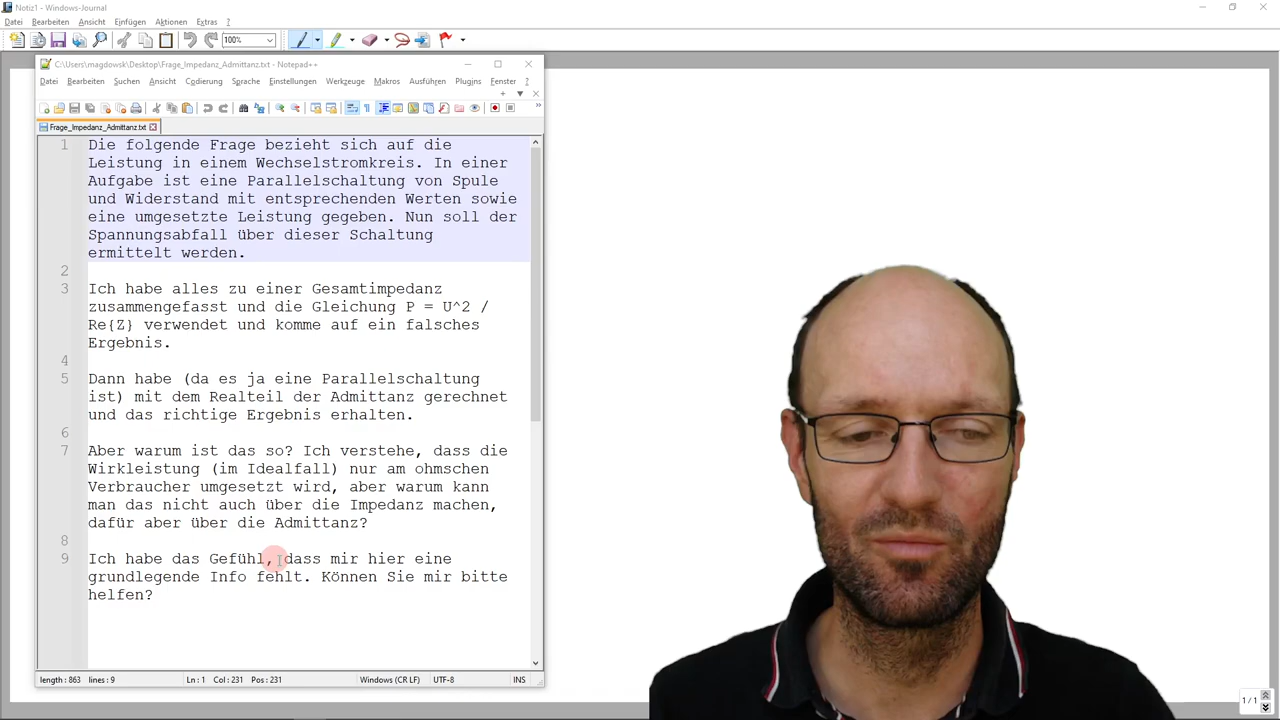 Notiz1 - Windows-Journal
Datei Bearbeiten Ansicht Einfügen Aktionen Extras ?
100%
C:\Users\magdowsk\Desktop\Frage_Impedanz_Admittanz.txt - Notepad++
Datei Bearbeiten Suchen Ansicht Codierung Sprache Einstellungen Werkzeuge Makros Ausführen Plugins Fenster ?
Frage_Impedanz_Admittanz.txt
1 Die folgende Frage bezieht sich auf die
Leistung in einem Wechselstromkreis. In einer
Aufgabe ist eine Parallelschaltung von Spule
und Widerstand mit entsprechenden Werten sowie
eine umgesetzte Leistung gegeben. Nun soll der
Spannungsabfall über dieser Schaltung
ermittelt werden.
2
3 Ich habe alles zu einer Gesamtimpedanz
zusammengefasst und die Gleichung P = U^2 /
Re{Z} verwendet und komme auf ein falsches
Ergebnis.
4
5 Dann habe (da es ja eine Parallelschaltung
ist) mit dem Realteil der Admittanz gerechnet
und das richtige Ergebnis erhalten.
6
7 Aber warum ist das so? Ich verstehe, dass die
Wirkleistung (im Idealfall) nur am ohmschen
Verbraucher umgesetzt wird, aber warum kann
man das nicht auch über die Impedanz machen,
dafür aber über die Admittanz?
8
9 Ich habe das Gefühl, dass mir hier eine
grundlegende Info fehlt. Können Sie mir bitte
helfen?
length : 863 lines : 9 Ln : 1 Col : 231 Pos : 231 Windows (CR LF) UTF-8 INS
1 / 1